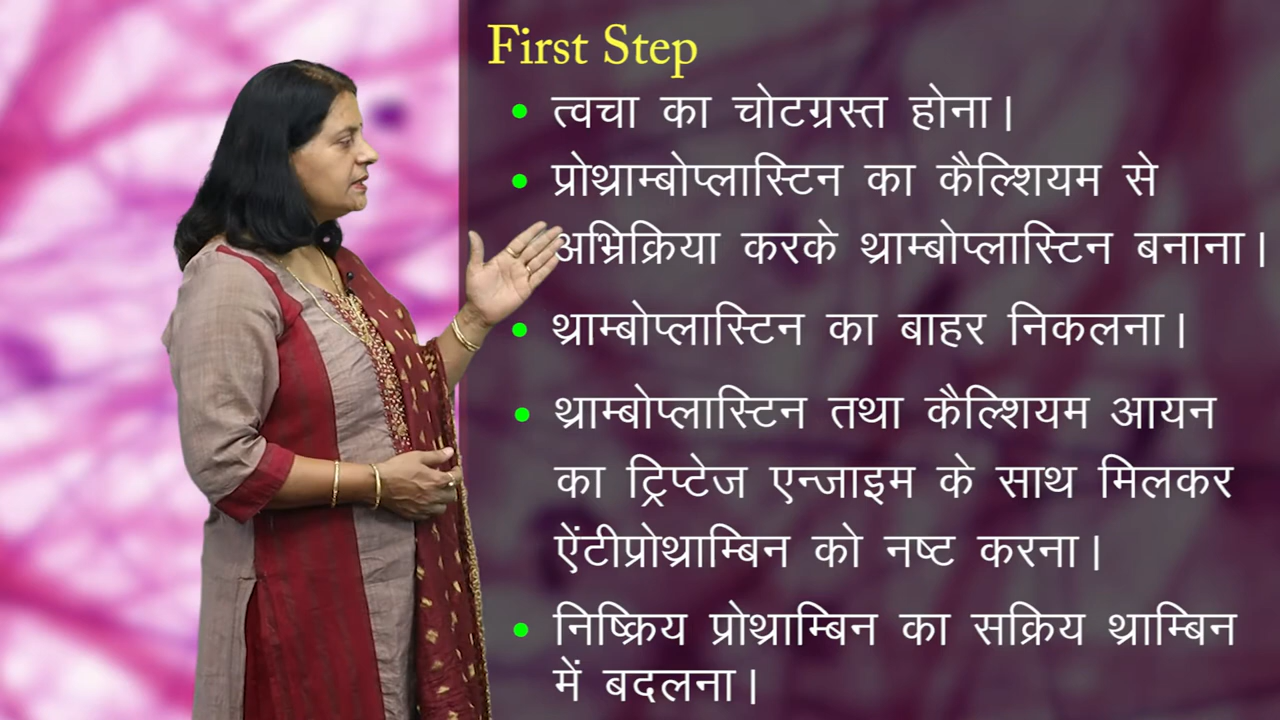 First Step
• त्वचा का चोटग्रस्त होना।
• प्रोथ्राम्बोप्लास्टिन का कैल्शियम से
अभ्रिक्रिया करके थ्राम्बोप्लास्टिन बनाना।
• थ्राम्बोप्लास्टिन का बाहर निकलना।
• थ्राम्बोप्लास्टिन तथा कैल्शियम आयन
का ट्रिप्टेज एन्जाइम के साथ मिलकर
ऐंटीप्रोथ्राम्बिन को नष्ट करना।
• निष्क्रिय प्रोथ्राम्बिन का सक्रिय थ्राम्बिन
में बदलना।